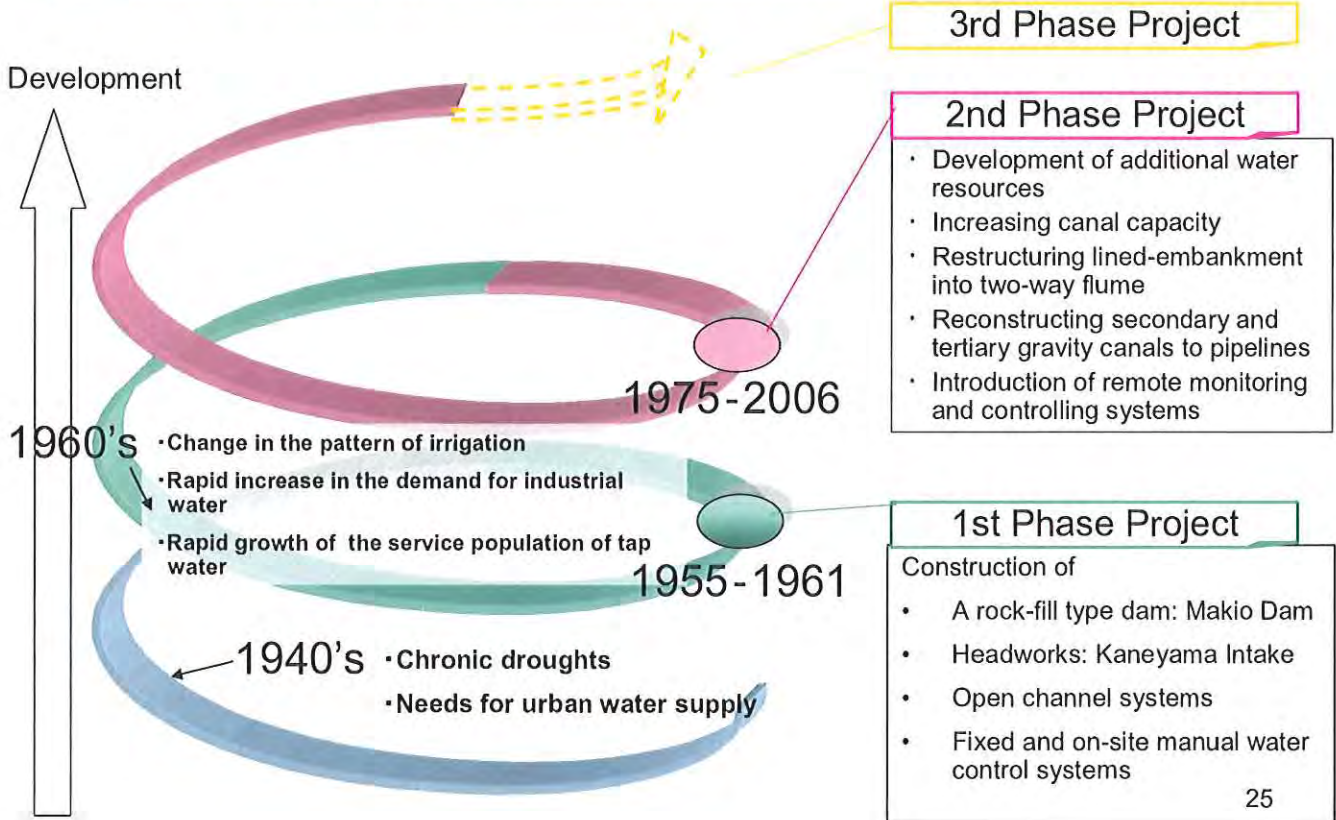 3rd Phase Project
Development
2nd Phase Project
· Development of additional water
resources
· Increasing canal capacity
· Restructuring lined-embankment
into two-way flume
· Reconstructing secondary and
tertiary gravity canals to pipelines
· Introduction of remote monitoring
and controlling systems
1975-2006
1960's
·Change in the pattern of irrigation
·Rapid increase in the demand for industrial
water
·Rapid growth of the service population of tap
water
1955-1961
1st Phase Project
Construction of
• A rock-fill type dam: Makio Dam
• Headworks: Kaneyama Intake
• Open channel systems
• Fixed and on-site manual water
control systems
1940's
·Chronic droughts
·Needs for urban water supply
25